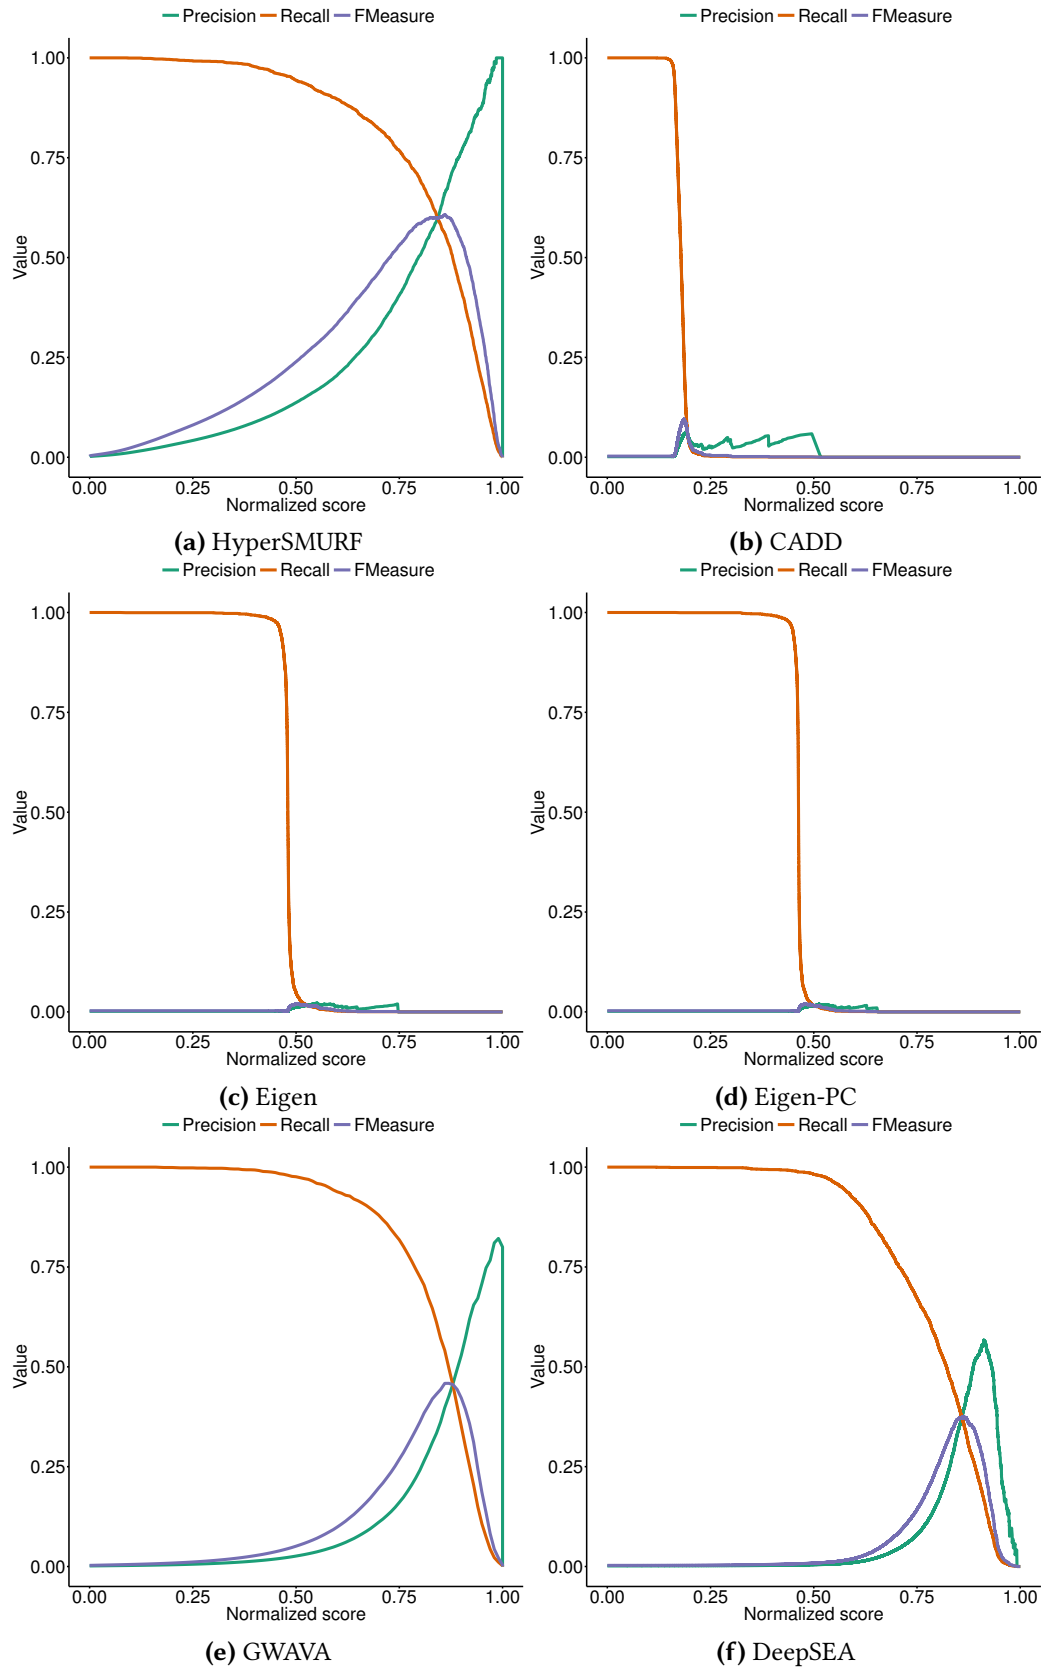 Precision Recall FMeasure
Precision Recall FMeasure
1.00
0.75
0.50
0.25
0.00
Value
0.00 0.25 0.50 0.75 1.00
Normalized score
(a) HyperSMURF
1.00
0.75
0.50
0.25
0.00
Value
0.00 0.25 0.50 0.75 1.00
Normalized score
(b) CADD
Precision Recall FMeasure
Precision Recall FMeasure
1.00
0.75
0.50
0.25
0.00
Value
0.00 0.25 0.50 0.75 1.00
Normalized score
(c) Eigen
1.00
0.75
0.50
0.25
0.00
Value
0.00 0.25 0.50 0.75 1.00
Normalized score
(d) Eigen-PC
Precision Recall FMeasure
Precision Recall FMeasure
1.00
0.75
0.50
0.25
0.00
Value
0.00 0.25 0.50 0.75 1.00
Normalized score
(e) GWAVA
1.00
0.75
0.50
0.25
0.00
Value
0.00 0.25 0.50 0.75 1.00
Normalized score
(f) DeepSEA